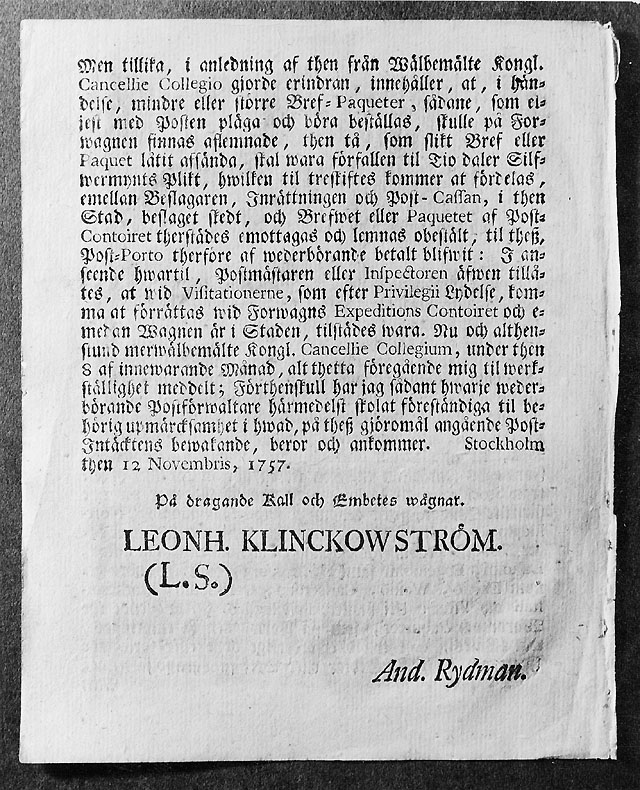 Men tillika, i anledning af then från Wälbemälte Kongl.
Cancellie Collegio gjorde erindran, innehåller, at, i hän-
delse, mindre eller större Bref-Paqueter, sådane, som el-
jest med Posten pläga och böra beställas, skulle på For-
wagnen finnas aflemnade, then tå, som slikt Bref eller
Paquet låtit affända, skal wara förfallen til Tio daler Silf-
wermynts Plikt, hwilken til treskiftes kommer at fördelas,
emellan Beslagaren, Inrättningen och Post-Cassan, i then
Stad, beslaget skedt, och Brefwet eller Paquetet af Post-
Contoiret therstädes emottagas och lemnas obestält, til theß,
Post-Porto therföre af wederbörande betalt blifwit: I an-
seende hwartil, Postmästaren eller Inspectoren äfwen tillå-
tes, at wid Visitationerne, som efter Privilegii Lydelse, kom-
ma at förrättas wid Forwagns Expeditions Contoiret och e-
medan Wagnen är i Staden, tilstädes wara. Nu och althen-
stund merwälbemälte Kongl. Cancellie Collegium, under then
8 af innewarande Månad, alt thetta föregående mig til werk-
ställighet meddelt; Förthenskull har jag sådant hwarje weder-
börande Postförwaltare härmedelst skolat föreständiga til be-
hörig upmärcksamhet i hwad, på theß gjöromål angående Post-
Intäcktens bewakande, beror och ankommer. Stockholm
then 12 Novembris, 1757.
På dragande Kall och Embetes wägnar.
LEONH. KLINCKOWSTRÖM.
(L.S.)
And. Rydman.